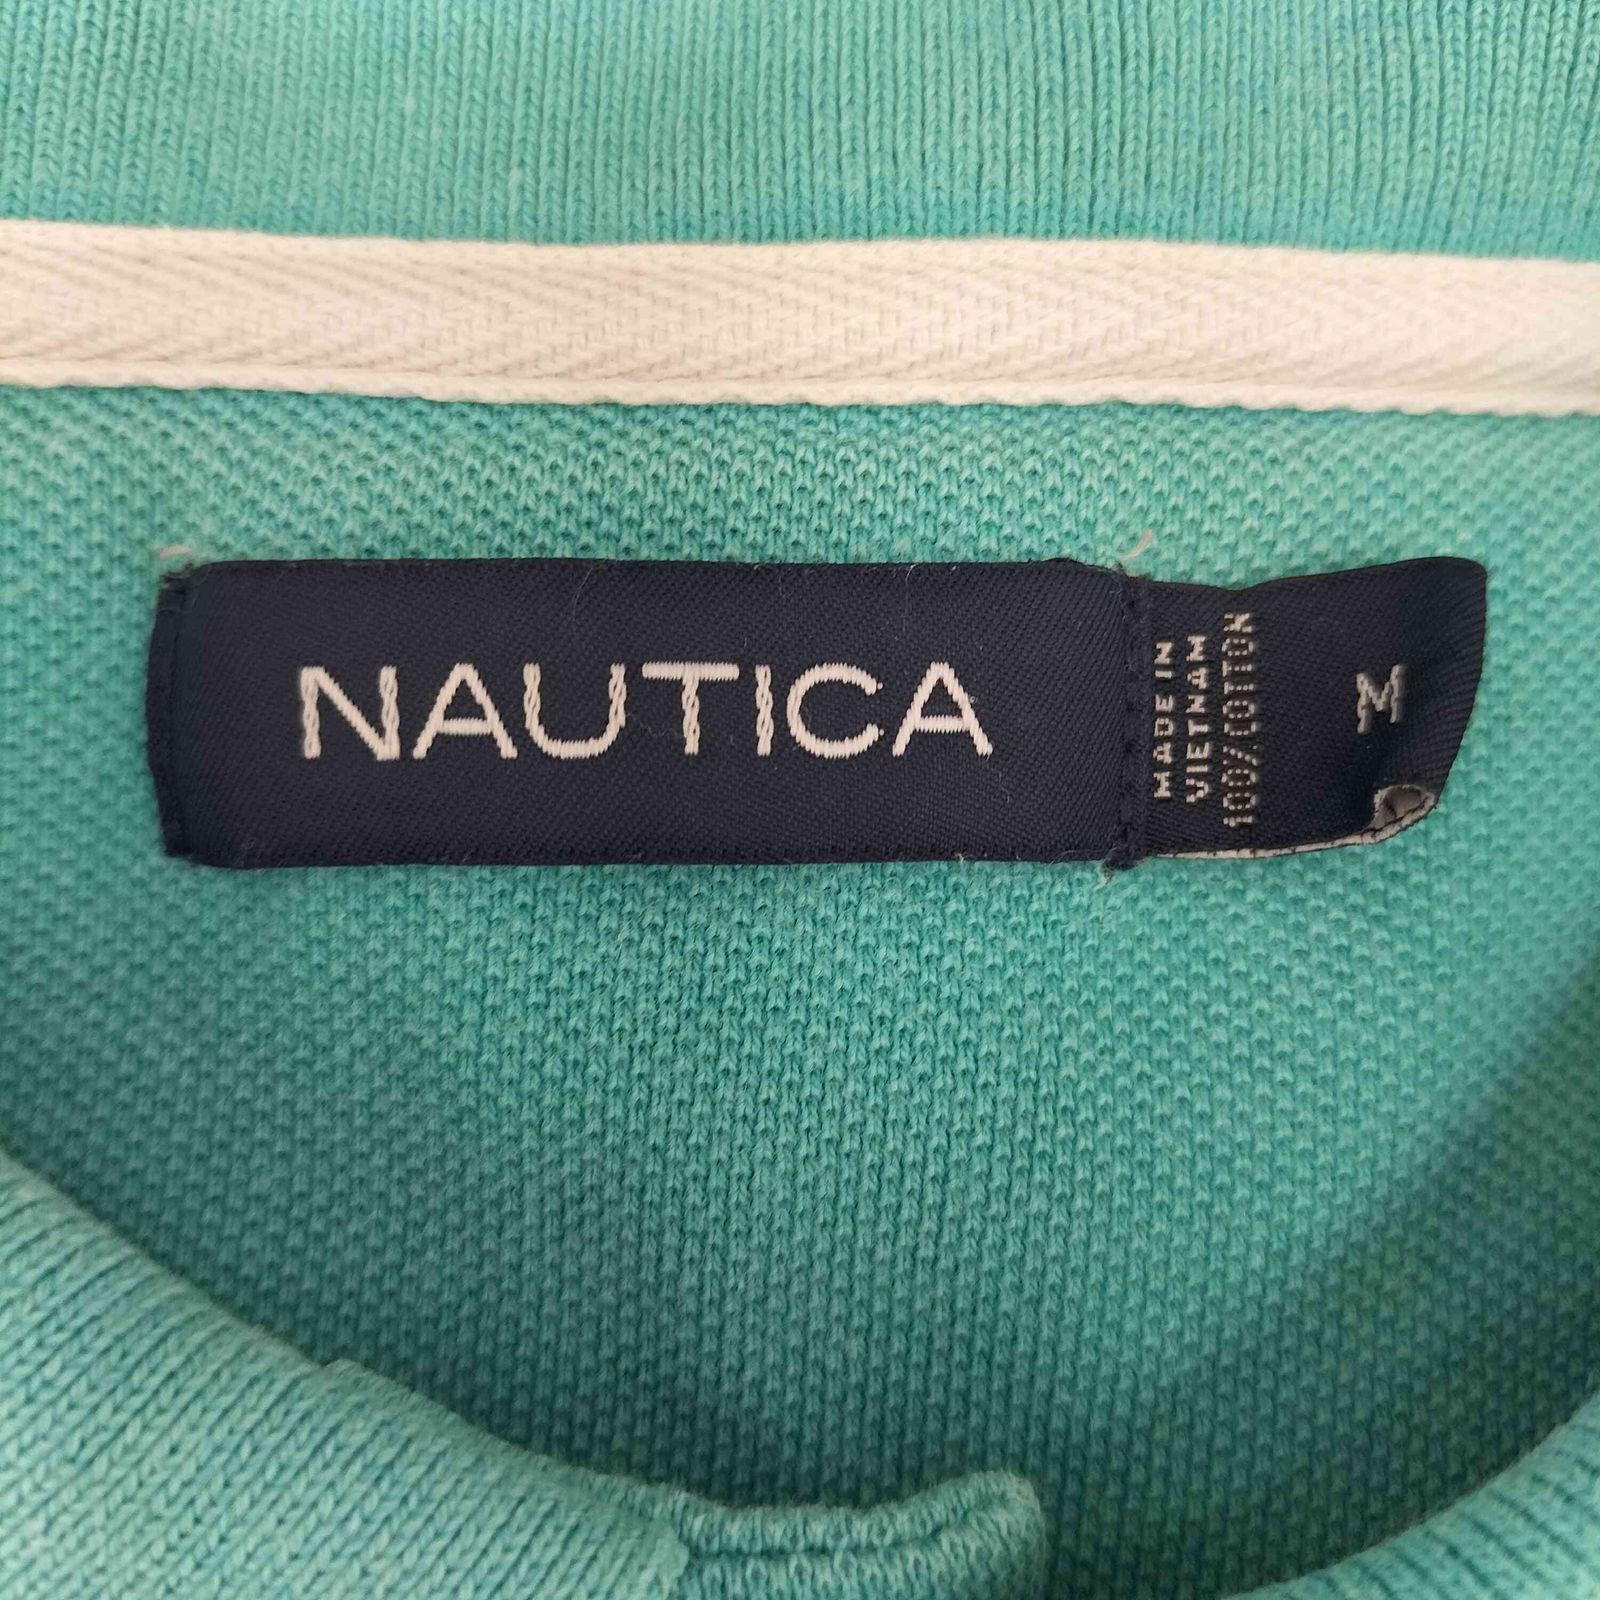 NAUTICA
MADE IN
VIETNAM
100% COTTON
M